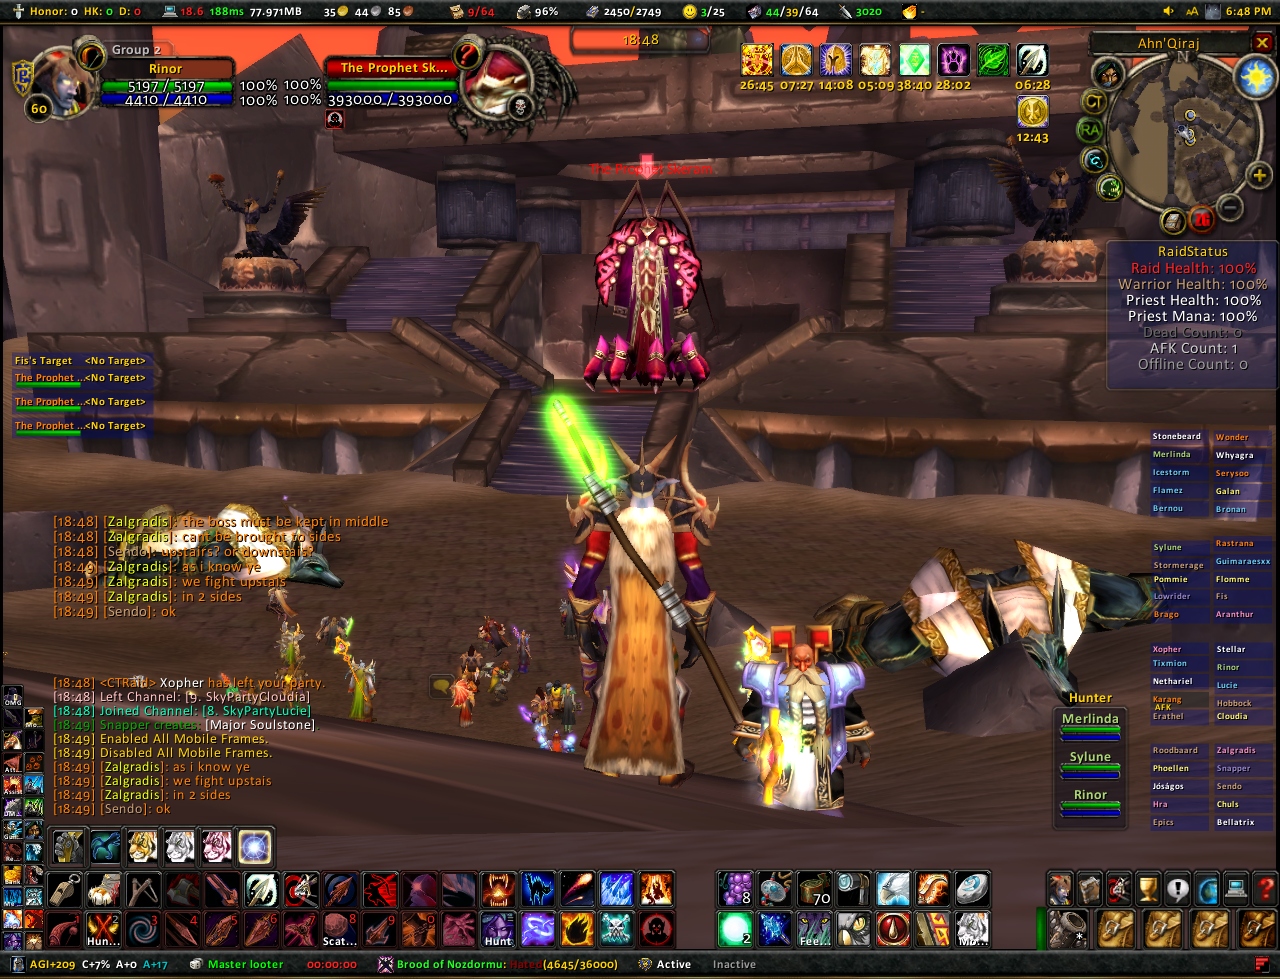 Honor: 0 HK: 0 D: 0 18.6 188ms 77.971MB 35 44 85 9/64 96% 2450/2749 3/25 44/39/64 3020 - 6:48 PM
18:48
Ahn'Qiraj
N
Group 2
Rinor
5197 / 5197 100% 100%
4410 / 4410 100% 100%
60
The Prophet Sk...
393000 / 393000
26:45 07:27 14:08 05:09 38:40 28:02 06:28
12:43
CT
RA
26
RaidStatus
Raid Health: 100%
Warrior Health: 100%
Priest Health: 100%
Priest Mana: 100%
Dead Count: 0
AFK Count: 1
Offline Count: 0
Fis's Target <No Target>
The Prophet ...<No Target>
The Prophet ...<No Target>
The Prophet ...<No Target>
Stonebeard Wonder
Merlinda Whyagra
Icestorm Serysoo
Flamez Galan
Bernou Bronan
Sylune Rastrana
Stormerage Guimaraesxx
Pommie Flomme
Lowrider Fis
Brago Aranthur
Xopher Stellar
Tixmion Rinor
Nethariel Lucie
Karang AFK Hobbock
Erathel Cloudia
Roodbaard Zalgradis
Phoellen Snapper
Jóságos Sendo
Hra Chuls
Epics Bellatrix
[18:48] [Zalgradis]: the boss must be kept in middle
[18:48] [Zalgradis]: cant be brought to sides
[18:48] [Sendo]: upstairs? or downstais?
[18:49] [Zalgradis]: as i know ye
[18:49] [Zalgradis]: we fight upstais
[18:49] [Zalgradis]: in 2 sides
[18:49] [Sendo]: ok
[18:48] <CTRaid> Xopher has left your party.
[18:48] Left Channel: [9. SkyPartyCloudia]
[18:48] Joined Channel: [8. SkyPartyLucie]
[18:49] Snapper creates: [Major Soulstone].
[18:49] Enabled All Mobile Frames.
[18:49] Disabled All Mobile Frames.
[18:49] [Zalgradis]: as i know ye
[18:49] [Zalgradis]: we fight upstais
[18:49] [Zalgradis]: in 2 sides
[18:49] [Sendo]: ok
Hunter
Merlinda
Sylune
Rinor
OMG
8
70
Hun...
Scat...
Hunt
2
Fee...
Mo...
AGI+209 C+7% A+0 A+17 Master looter 00:00:00 Brood of Nozdormu: Hated(4645/36000) Active Inactive